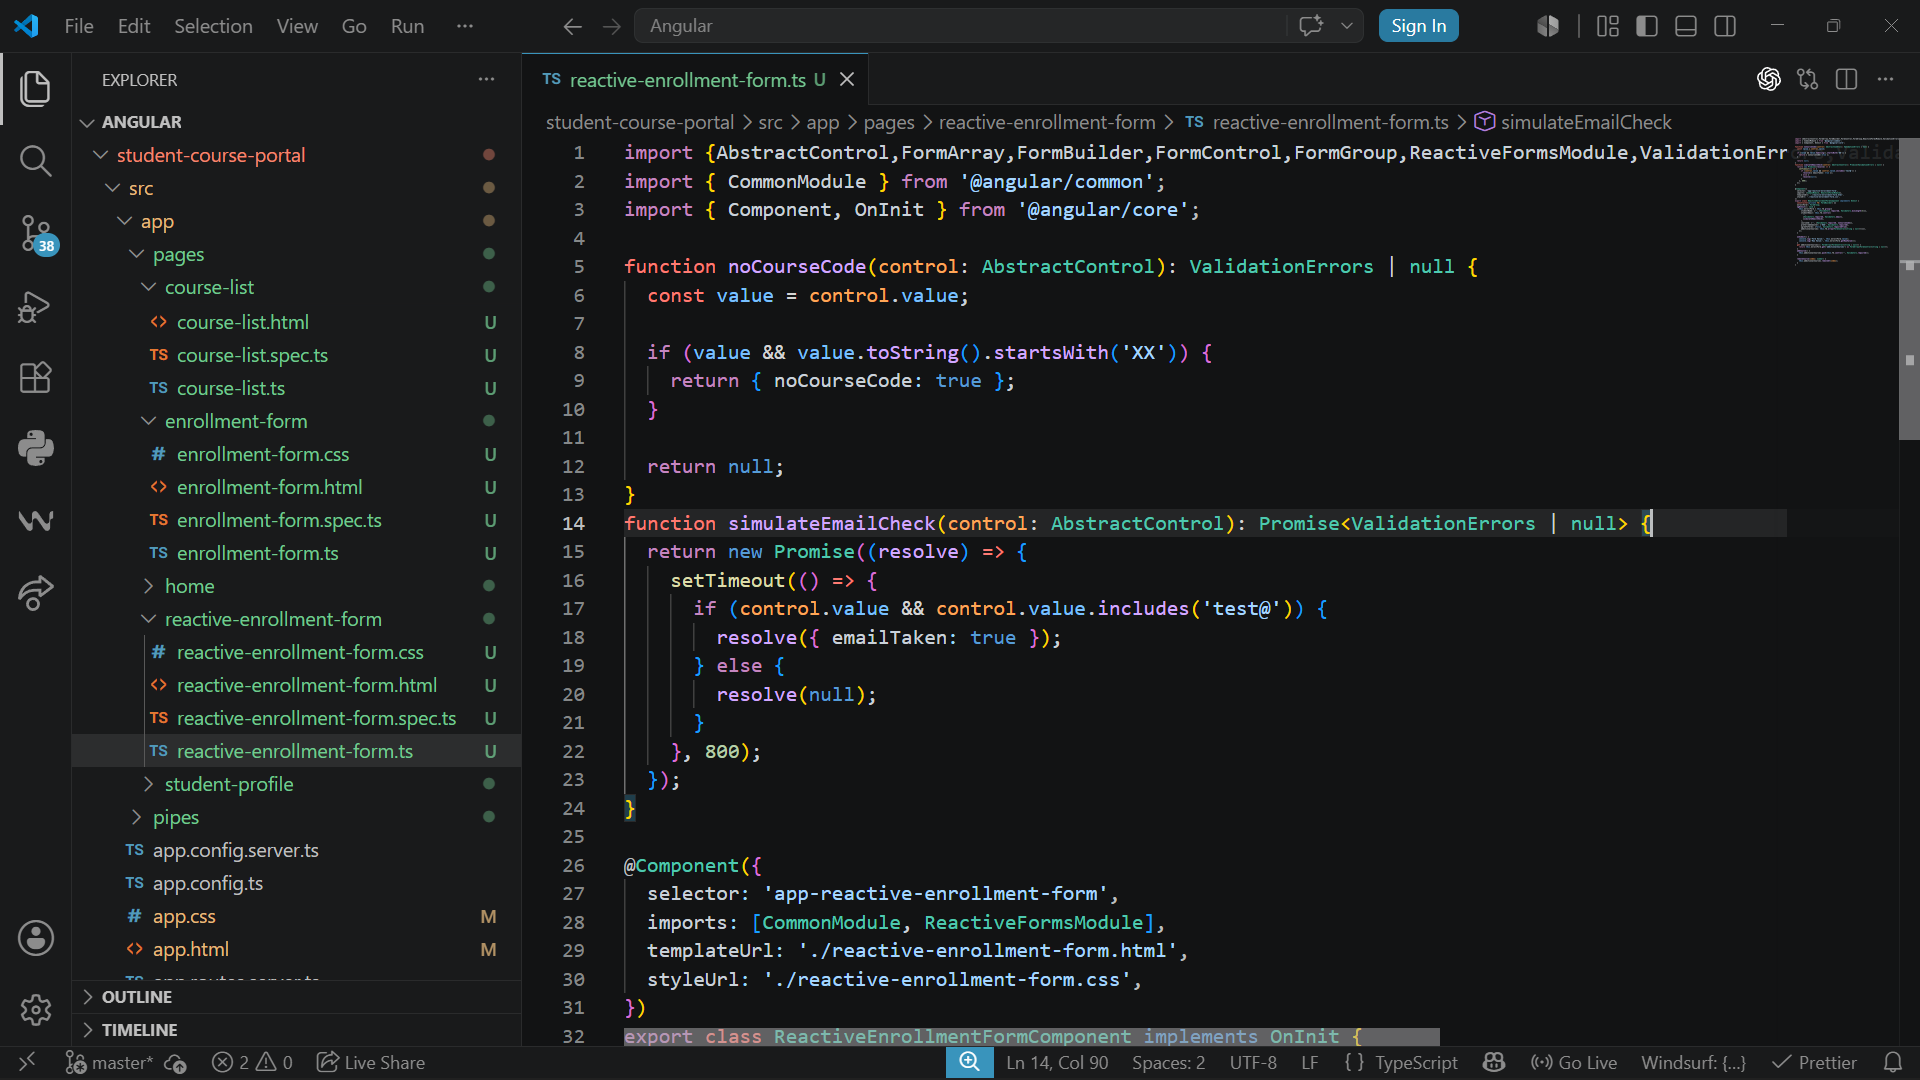 File Edit Selection View Go Run ···
Angular
Sign In
EXPLORER
ANGULAR
student-course-portal
src
app
pages
course-list
<> course-list.html U
TS course-list.spec.ts U
TS course-list.ts U
enrollment-form
# enrollment-form.css U
<> enrollment-form.html U
TS enrollment-form.spec.ts U
TS enrollment-form.ts U
home
reactive-enrollment-form
# reactive-enrollment-form.css U
<> reactive-enrollment-form.html U
TS reactive-enrollment-form.spec.ts U
TS reactive-enrollment-form.ts U
student-profile
pipes
TS app.config.server.ts
TS app.config.ts
# app.css M
<> app.html M
OUTLINE
TIMELINE
38
TS reactive-enrollment-form.ts U
student-course-portal > src > app > pages > reactive-enrollment-form > TS reactive-enrollment-form.ts > simulateEmailCheck
1 import {AbstractControl,FormArray,FormBuilder,FormControl,FormGroup,ReactiveFormsModule,ValidationErr
2 import { CommonModule } from '@angular/common';
3 import { Component, OnInit } from '@angular/core';
4
5 function noCourseCode(control: AbstractControl): ValidationErrors | null {
6 const value = control.value;
7
8 if (value && value.toString().startsWith('XX')) {
9 return { noCourseCode: true };
10 }
11
12 return null;
13 }
14 function simulateEmailCheck(control: AbstractControl): Promise<ValidationErrors | null> {
15 return new Promise((resolve) => {
16 setTimeout(() => {
17 if (control.value && control.value.includes('test@')) {
18 resolve({ emailTaken: true });
19 } else {
20 resolve(null);
21 }
22 }, 800);
23 });
24 }
25
26 @Component({
27 selector: 'app-reactive-enrollment-form',
28 imports: [CommonModule, ReactiveFormsModule],
29 templateUrl: './reactive-enrollment-form.html',
30 styleUrl: './reactive-enrollment-form.css',
31 })
32 export class ReactiveEnrollmentFormComponent implements OnInit {
master* 2 0 Live Share Ln 14, Col 90 Spaces: 2 UTF-8 LF { } TypeScript Go Live Windsurf: {...} Prettier